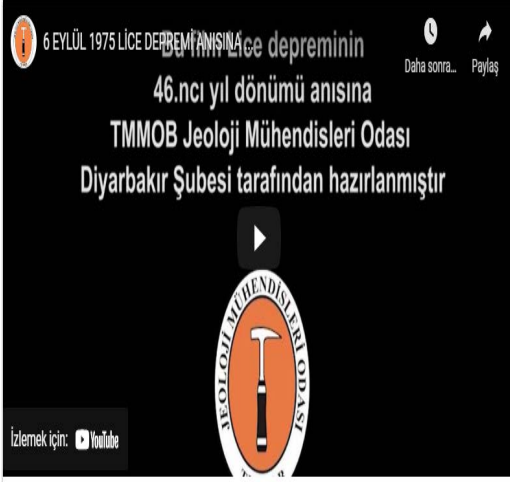 6 EYLÜL 1975 LİCE DEPREMİ ANISINA ...
Daha sonra...
Paylaş
Bu film Lice depreminin
46.ncı yıl dönümü anısına
TMMOB Jeoloji Mühendisleri Odası
Diyarbakır Şubesi tarafından hazırlanmıştır
JEOLOJİ MÜHENDİSLERİ ODASI
İzlemek için: YouTube